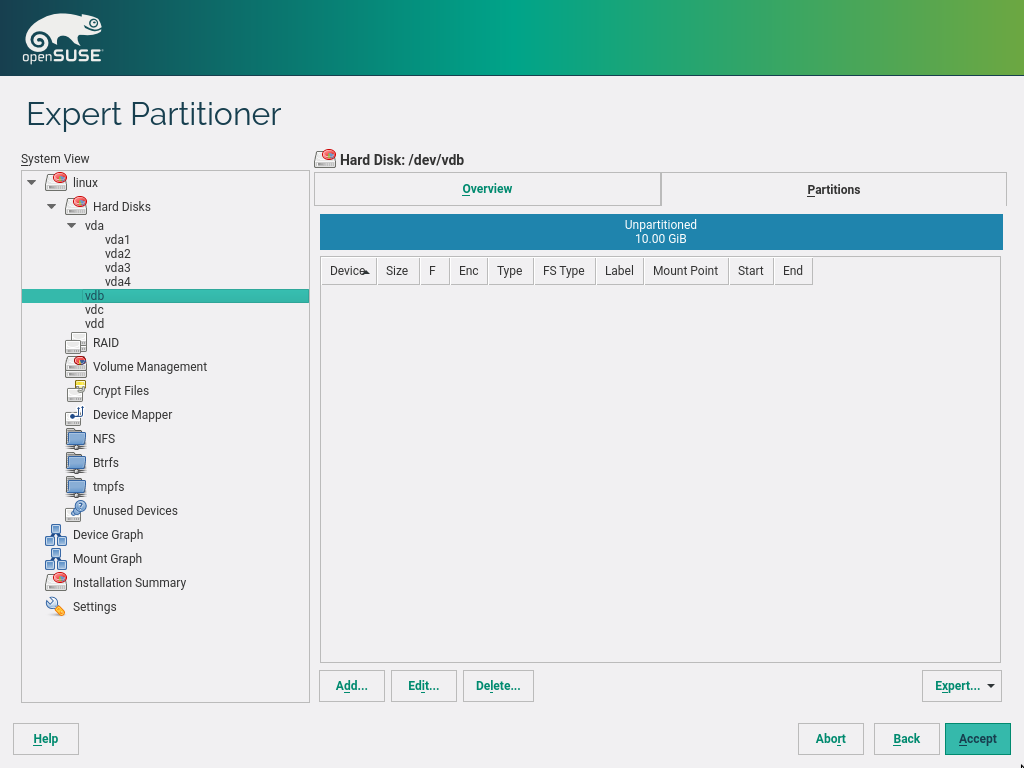 openSUSE
Expert Partitioner
System View
linux
Hard Disks
vda
vda1
vda2
vda3
vda4
vdb
vdc
vdd
RAID
Volume Management
Crypt Files
Device Mapper
NFS
Btrfs
tmpfs
Unused Devices
Device Graph
Mount Graph
Installation Summary
Settings
Hard Disk: /dev/vdb
Overview Partitions
Unpartitioned
10.00 GiB
Device Size F Enc Type FS Type Label Mount Point Start End
Add... Edit... Delete... Expert...
Help Abort Back Accept